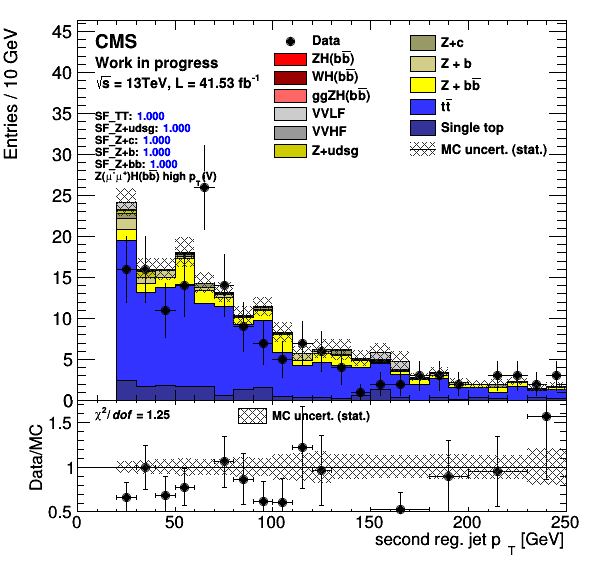 CMS
Work in progress
√s = 13TeV, L = 41.53 fb⁻¹
SF_TT: 1.000
SF_Z+udsg: 1.000
SF_Z+c: 1.000
SF_Z+b: 1.000
SF_Z+bb: 1.000
Z(μ⁻μ⁺)H(bb̅) high p_T(V)
Data
ZH(bb̅)
WH(bb̅)
ggZH(bb̅)
VVLF
VVHF
Z+udsg
Z+c
Z + b
Z + bb̅
tt̅
Single top
MC uncert. (stat.)
Entries / 10 GeV
45
40
35
30
25
20
15
10
5
0
χ²/dof = 1.25
MC uncert. (stat.)
Data/MC
1.5
1
0.5
0
50
100
150
200
250
second reg. jet p_T [GeV]